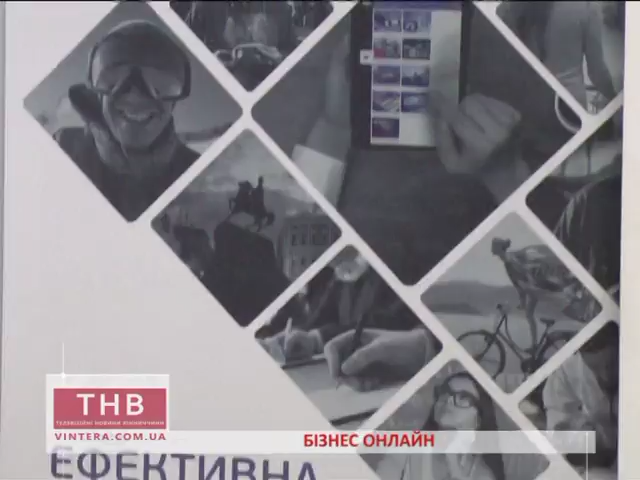 ТНВ
ТЕЛЕВІЗІЙНІ НОВИНИ ВІННИЧЧИНИ
VINTERA.COM.UA
БІЗНЕС ОНЛАЙН
ЕФЕКТИВНА